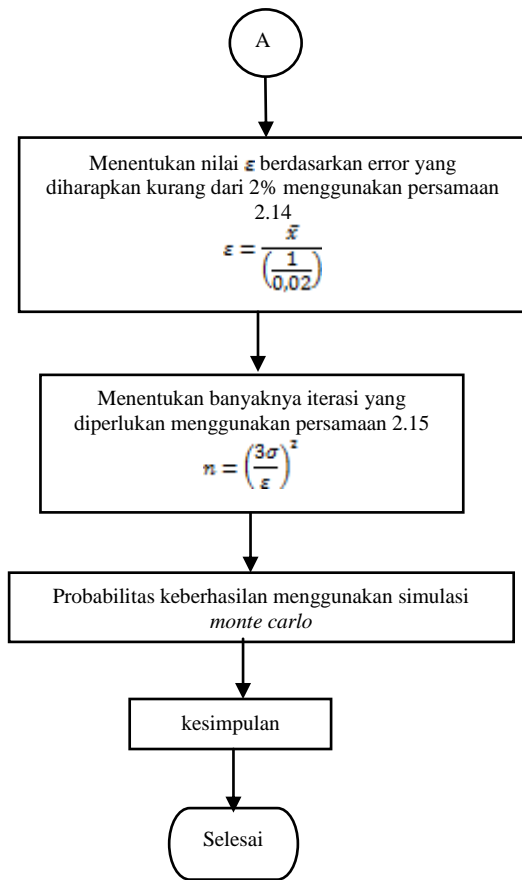 A
Menentukan nilai ε berdasarkan error yang
diharapkan kurang dari 2% menggunakan persamaan
2.14
ε = x̄ / (1 / 0,02)
Menentukan banyaknya iterasi yang
diperlukan menggunakan persamaan 2.15
n = (3σ / ε)²
Probabilitas keberhasilan menggunakan simulasi
monte carlo
kesimpulan
Selesai